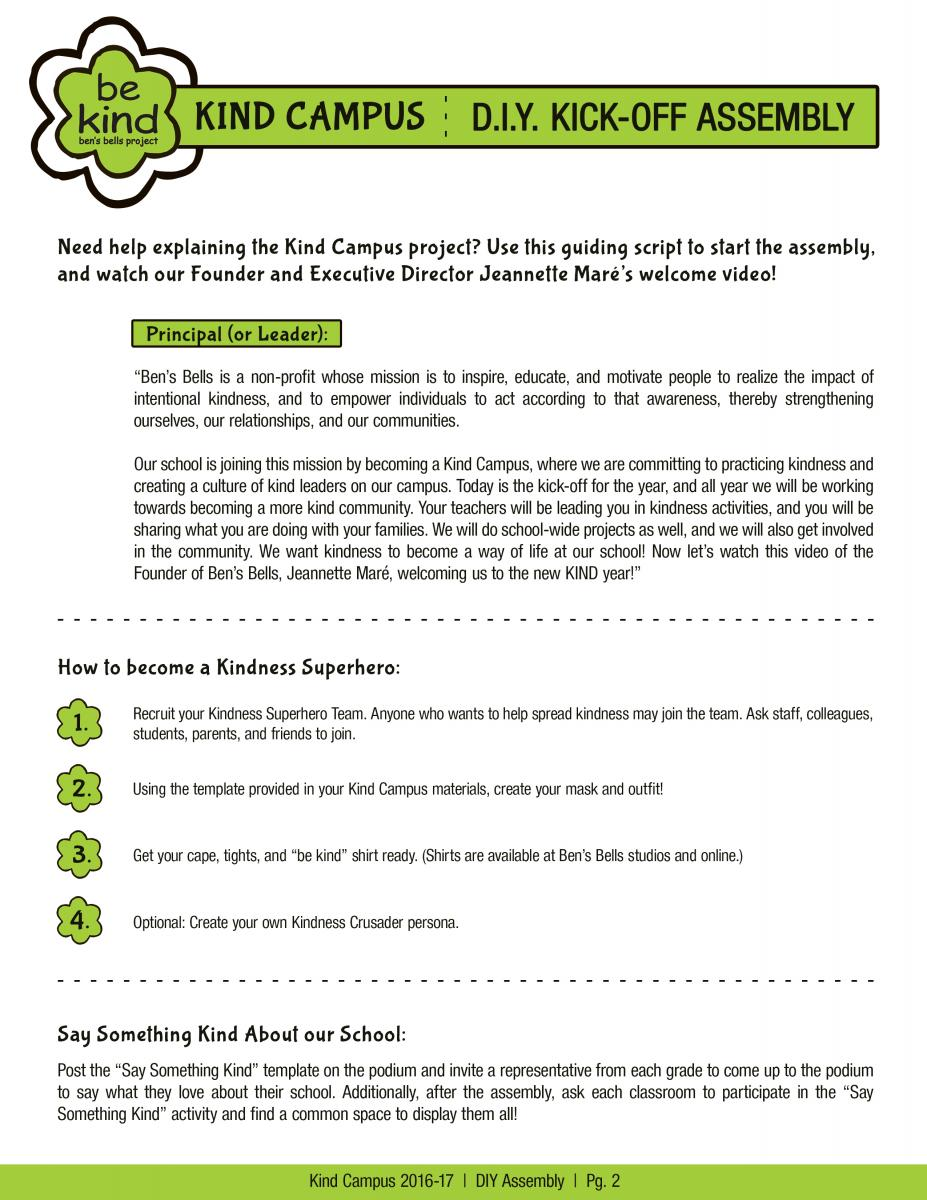 be
kind
ben's bells project
KIND CAMPUS D.I.Y. KICK-OFF ASSEMBLY
Need help explaining the Kind Campus project? Use this guiding script to start the assembly,
and watch our Founder and Executive Director Jeannette Maré's welcome video!
Principal (or Leader):
“Ben’s Bells is a non-profit whose mission is to inspire, educate, and motivate people to realize the impact of
intentional kindness, and to empower individuals to act according to that awareness, thereby strengthening
ourselves, our relationships, and our communities.
Our school is joining this mission by becoming a Kind Campus, where we are committing to practicing kindness and
creating a culture of kind leaders on our campus. Today is the kick-off for the year, and all year we will be working
towards becoming a more kind community. Your teachers will be leading you in kindness activities, and you will be
sharing what you are doing with your families. We will do school-wide projects as well, and we will also get involved
in the community. We want kindness to become a way of life at our school! Now let’s watch this video of the
Founder of Ben’s Bells, Jeannette Maré, welcoming us to the new KIND year!”
How to become a Kindness Superhero:
1. Recruit your Kindness Superhero Team. Anyone who wants to help spread kindness may join the team. Ask staff, colleagues,
students, parents, and friends to join.
2. Using the template provided in your Kind Campus materials, create your mask and outfit!
3. Get your cape, tights, and “be kind” shirt ready. (Shirts are available at Ben’s Bells studios and online.)
4. Optional: Create your own Kindness Crusader persona.
Say Something Kind About our School:
Post the “Say Something Kind” template on the podium and invite a representative from each grade to come up to the podium
to say what they love about their school. Additionally, after the assembly, ask each classroom to participate in the “Say
Something Kind” activity and find a common space to display them all!
Kind Campus 2016-17 | DIY Assembly | Pg. 2